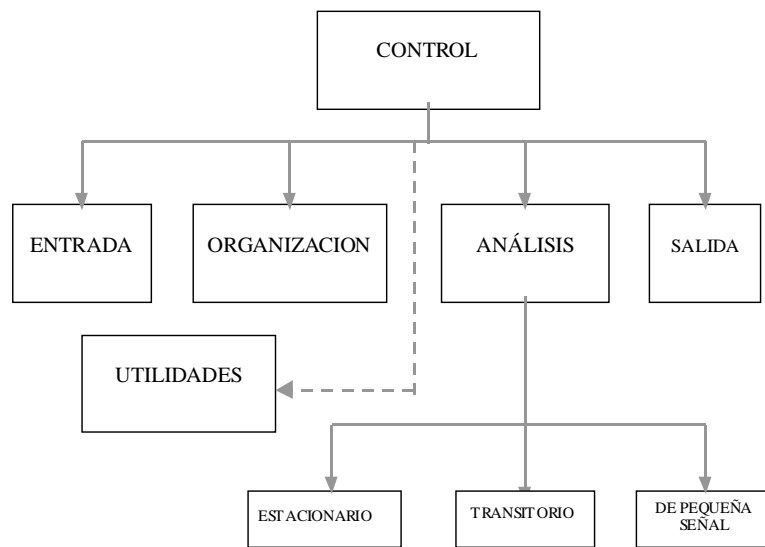 CONTROL
ENTRADA
ORGANIZACION
ANÁLISIS
SALIDA
UTILIDADES
ESTACIONARIO
TRANSITORIO
DE PEQUEÑA
SEÑAL